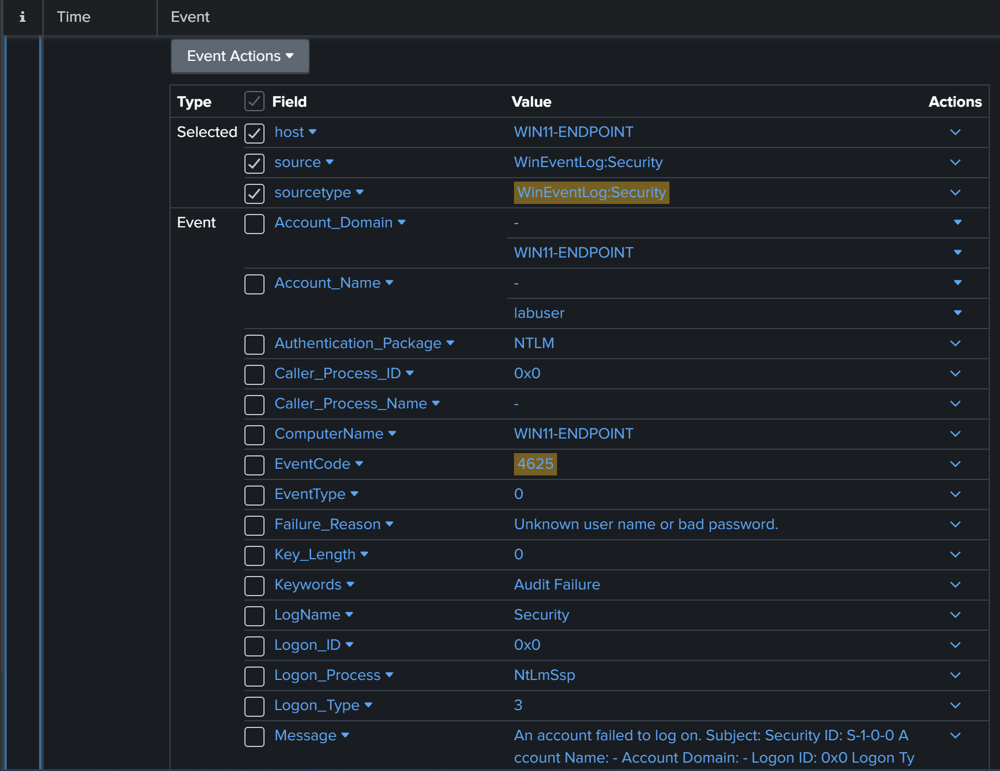 i Time Event
Event Actions
Type Field Value Actions
Selected host WIN11-ENDPOINT
source WinEventLog:Security
sourcetype WinEventLog:Security
Event Account_Domain -
WIN11-ENDPOINT
Account_Name -
labuser
Authentication_Package NTLM
Caller_Process_ID 0x0
Caller_Process_Name -
ComputerName WIN11-ENDPOINT
EventCode 4625
EventType 0
Failure_Reason Unknown user name or bad password.
Key_Length 0
Keywords Audit Failure
LogName Security
Logon_ID 0x0
Logon_Process NtLmSsp
Logon_Type 3
Message An account failed to log on. Subject: Security ID: S-1-0-0 A
ccount Name: - Account Domain: - Logon ID: 0x0 Logon Ty